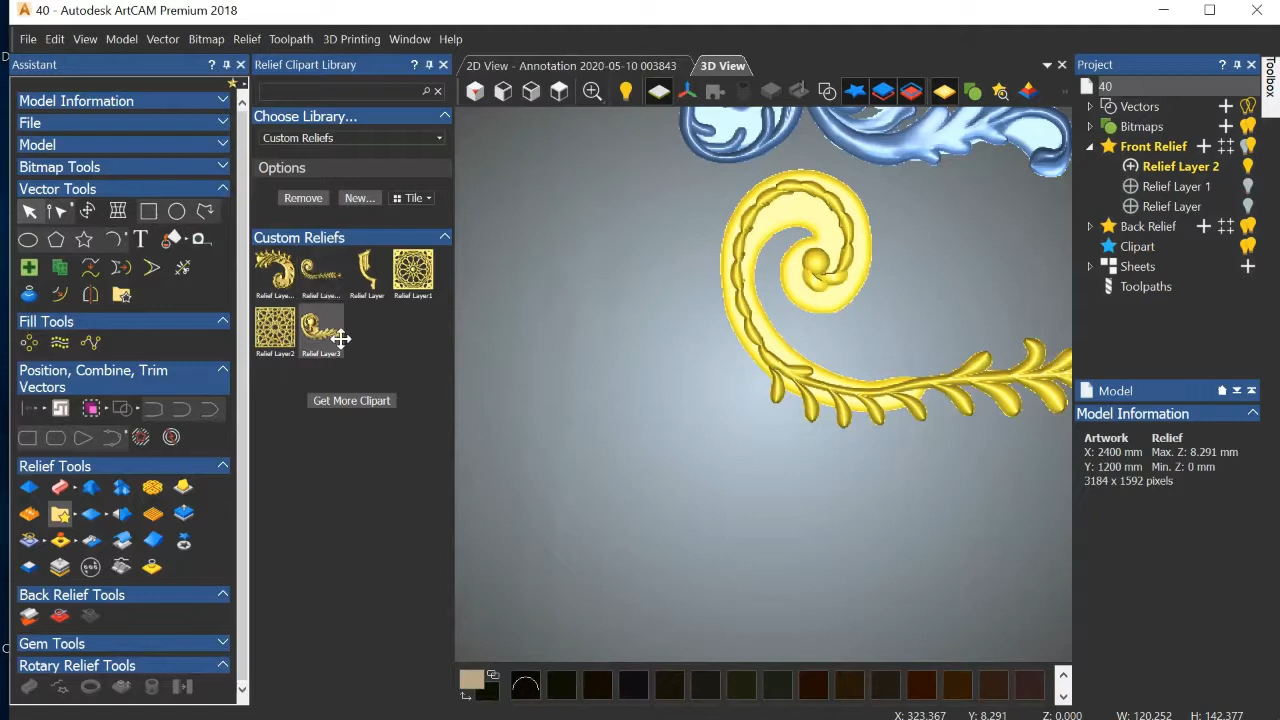 40 - Autodesk ArtCAM Premium 2018
File Edit View Model Vector Bitmap Relief Toolpath 3D Printing Window Help
Assistant
Model Information
File
Model
Bitmap Tools
Vector Tools
Fill Tools
Position, Combine, Trim
Vectors
Relief Tools
Back Relief Tools
Gem Tools
Rotary Relief Tools
Relief Clipart Library
Choose Library...
Custom Reliefs
Options
Remove New... Tile
Custom Reliefs
Relief Laye... Relief Laye... Relief Layer Relief Layer1
Relief Layer2 Relief Layer3
Get More Clipart
2D View - Annotation 2020-05-10 003843 3D View
Project
40
Vectors
Bitmaps
Front Relief
Relief Layer 2
Relief Layer 1
Relief Layer
Back Relief
Clipart
Sheets
Toolpaths
Toolbox
Model
Model Information
Artwork Relief
X: 2400 mm Max. Z: 8.291 mm
Y: 1200 mm Min. Z: 0 mm
3184 x 1592 pixels
X: 323.367 Y: 8.291 Z: 0.000 W: 120.252 H: 142.377